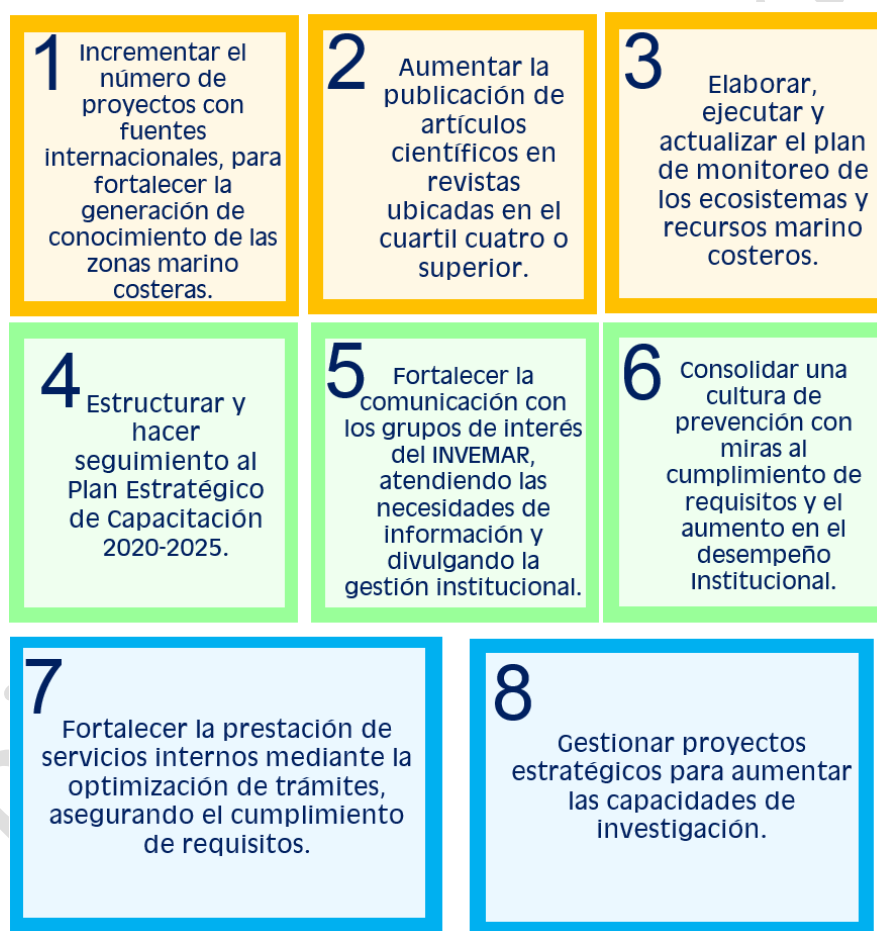 1
Incrementar el
número de
proyectos con
fuentes
internacionales, para
fortalecer la
generación de
conocimiento de las
zonas marino
costeras.
2
Aumentar la
publicación de
artículos
científicos en
revistas
ubicadas en el
cuartil cuatro o
superior.
3
Elaborar,
ejecutar y
actualizar el plan
de monitoreo de
los ecosistemas y
recursos marino
costeros.
4
Estructurar y
hacer
seguimiento al
Plan Estratégico
de Capacitación
2020-2025.
5
Fortalecer la
comunicación con
los grupos de interés
del INVEMAR,
atendiendo las
necesidades de
información y
divulgando la
gestión institucional.
6
Consolidar una
cultura de
prevención con
miras al
cumplimiento de
requisitos y el
aumento en el
desempeño
Institucional.
7
Fortalecer la prestación de
servicios internos mediante la
optimización de trámites,
asegurando el cumplimiento
de requisitos.
8
Gestionar proyectos
estratégicos para aumentar
las capacidades de
investigación.